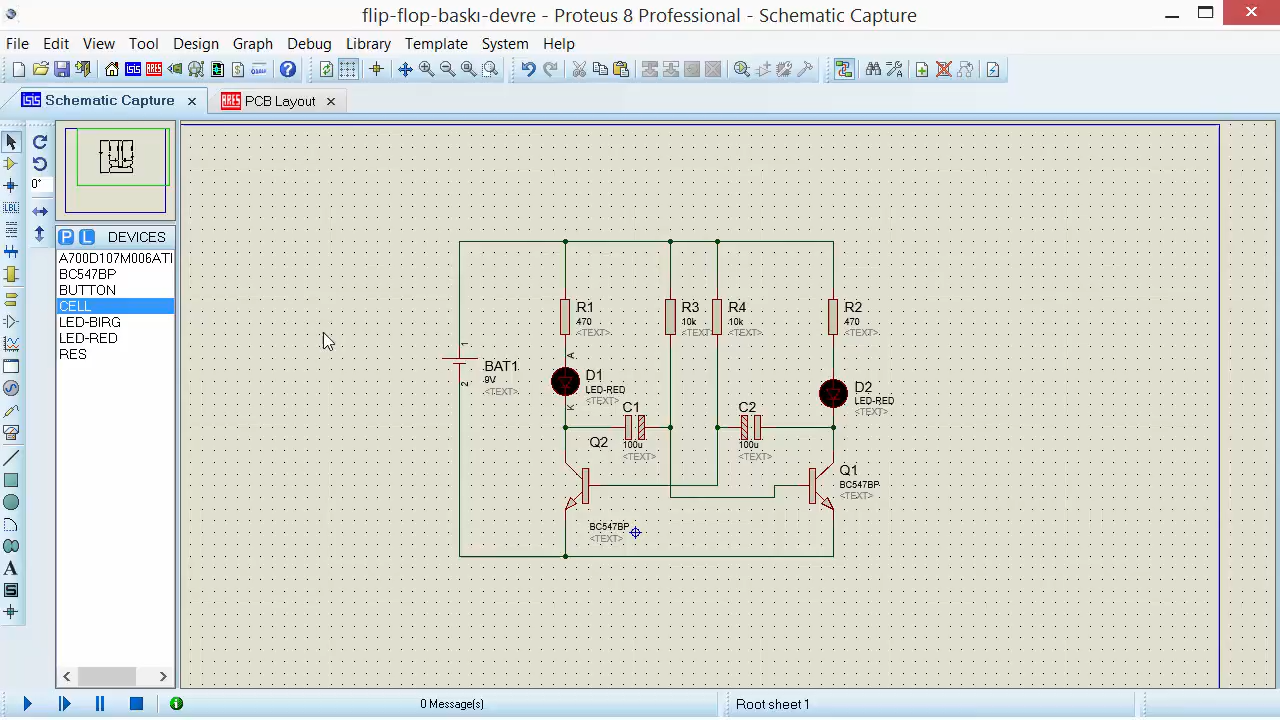 flip-flop-baskı-devre - Proteus 8 Professional - Schematic Capture
File Edit View Tool Design Graph Debug Library Template System Help
Schematic Capture PCB Layout
0°
LBL
P L DEVICES
A700D107M006ATI
BC547BP
BUTTON
CELL
LED-BIRG
LED-RED
RES
R1
470
<TEXT>
R3
10k
<TEXT>
R4
10k
<TEXT>
R2
470
<TEXT>
1
BAT1
9V
<TEXT>
2
A
D1
LED-RED
<TEXT>
K
D2
LED-RED
<TEXT>
C1
100u
<TEXT>
C2
100u
<TEXT>
Q2
BC547BP
<TEXT>
Q1
BC547BP
<TEXT>
0 Message(s) Root sheet 1